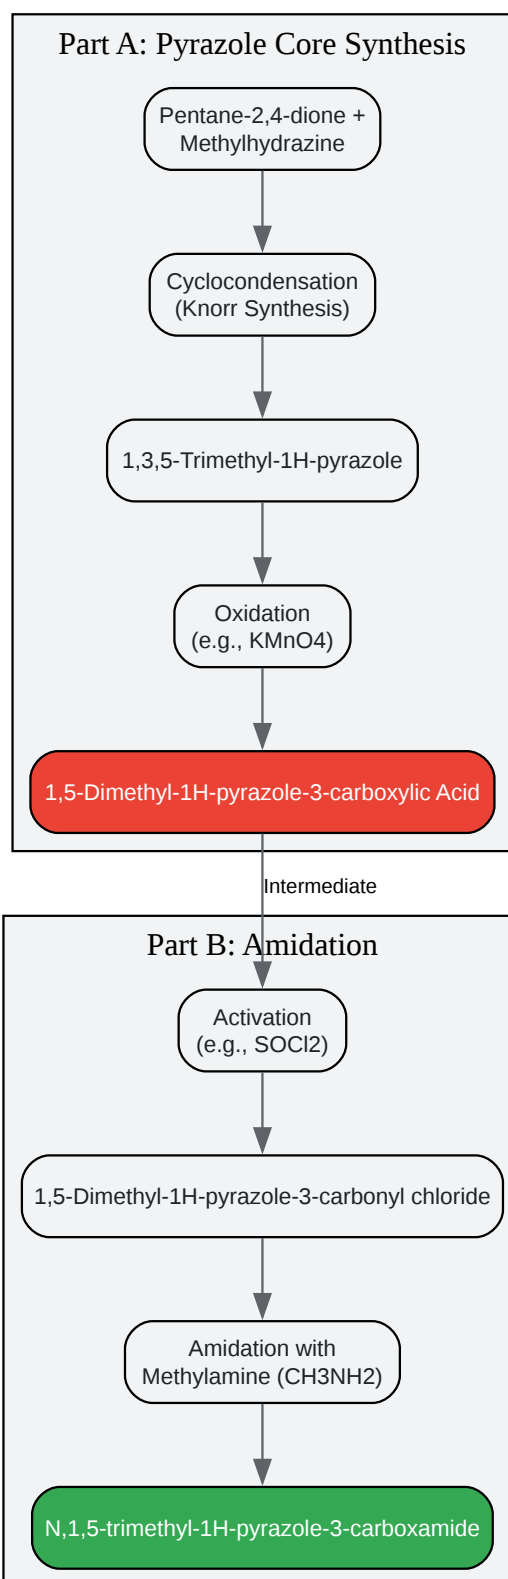 Part A: Pyrazole Core Synthesis
Pentane-2,4-dione +
Methylhydrazine
Cyclocondensation
(Knorr Synthesis)
1,3,5-Trimethyl-1H-pyrazole
Oxidation
(e.g., KMnO4)
1,5-Dimethyl-1H-pyrazole-3-carboxylic Acid
Intermediate
Part B: Amidation
Activation
(e.g., SOCl2)
1,5-Dimethyl-1H-pyrazole-3-carbonyl chloride
Amidation with
Methylamine (CH3NH2)
N,1,5-trimethyl-1H-pyrazole-3-carboxamide